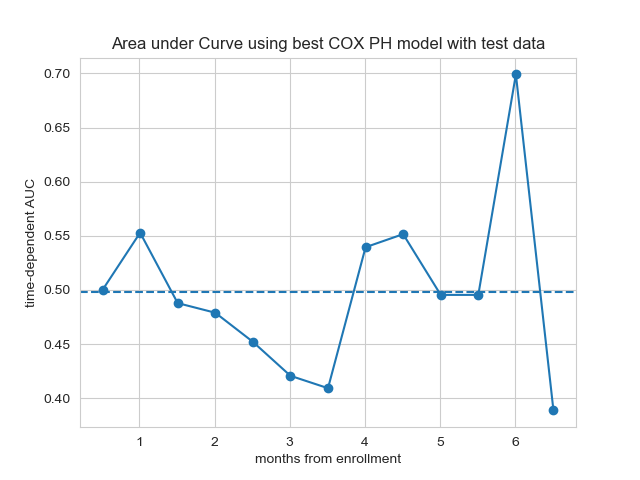 Area under Curve using best COX PH model with test data
time-dependent AUC
0.70
0.65
0.60
0.55
0.50
0.45
0.40
1 2 3 4 5 6
months from enrollment